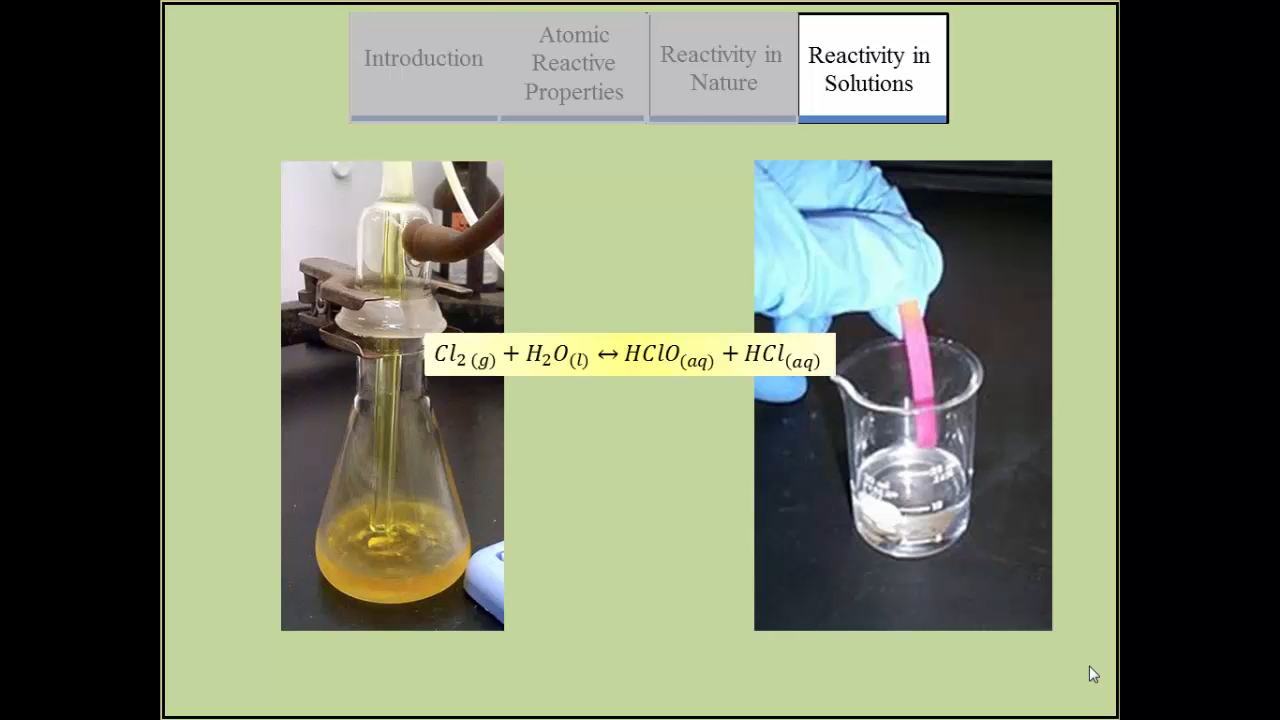 Introduction
Atomic
Reactive
Properties
Reactivity in
Nature
Reactivity in
Solutions
Cl₂ (g) + H₂O(l) ↔ HClO(aq) + HCl(aq)